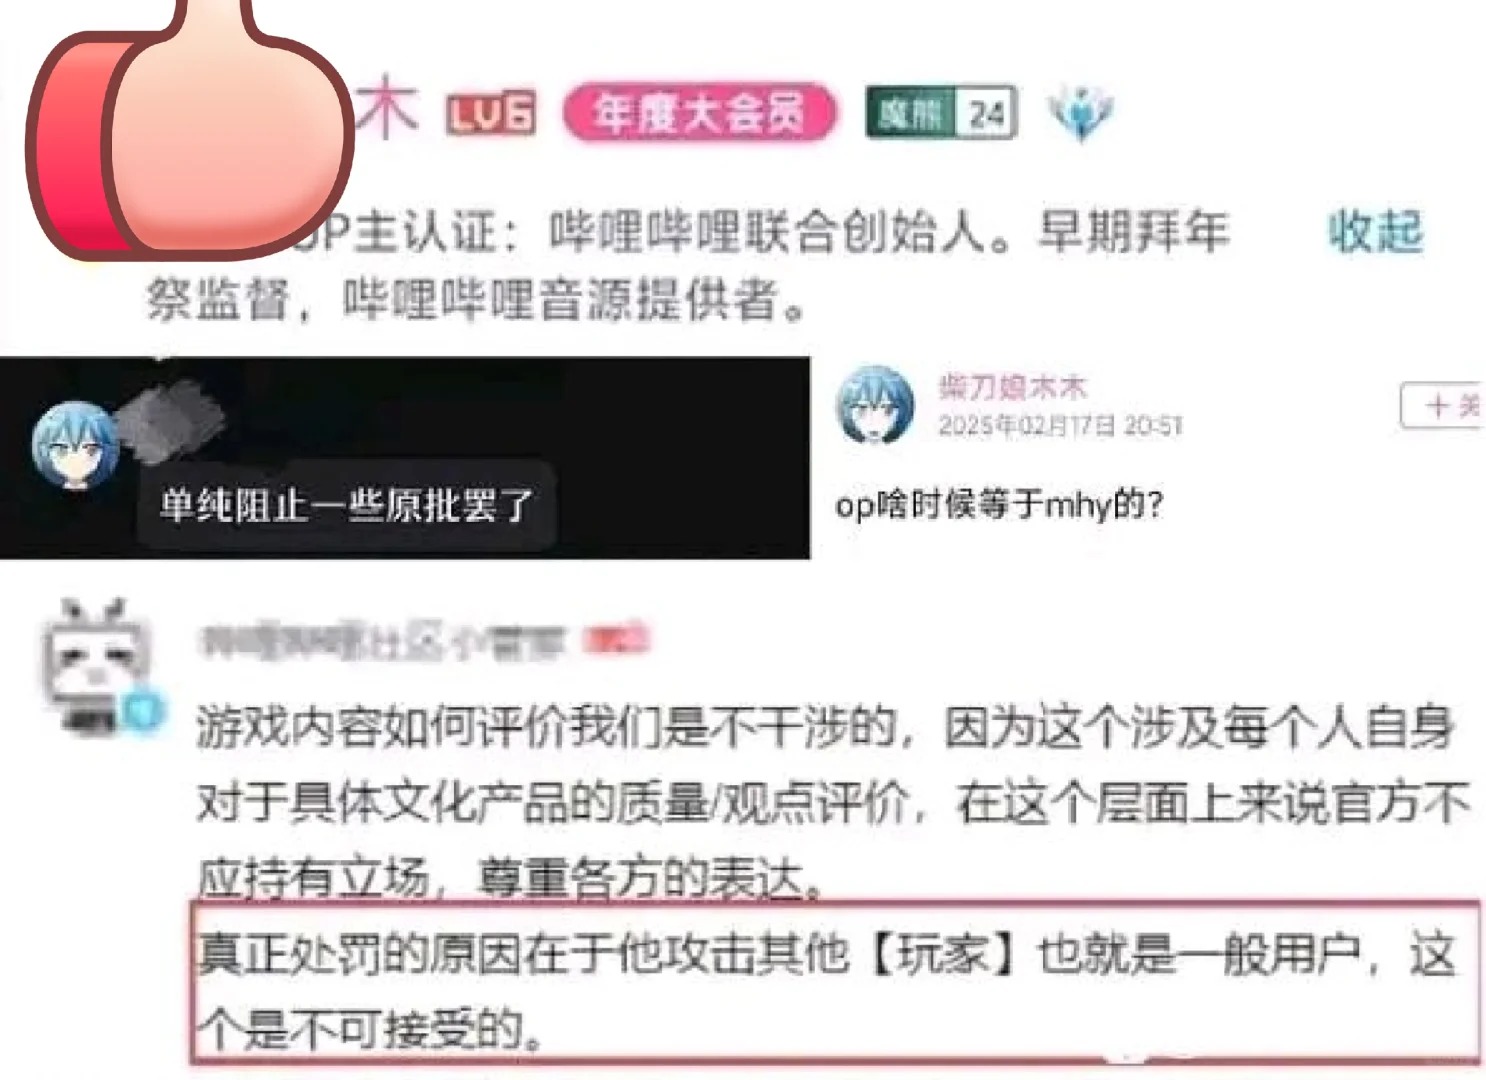 木 LV6 年度大会员 魔熊 24
UP主认证：哔哩哔哩联合创始人。早期拜年 收起
祭监督，哔哩哔哩音源提供者。
单纯阻止一些原批罢了
柴刀娘木木
2025年02月17日 20:51
十关
op啥时候等于mhy的？
游戏内容如何评价我们是不干涉的，因为这个涉及每个人自身
对于具体文化产品的质量/观点评价，在这个层面上来说官方不
应持有立场，尊重各方的表达。
真正处罚的原因在于他攻击其他【玩家】也就是一般用户，这
个是不可接受的。